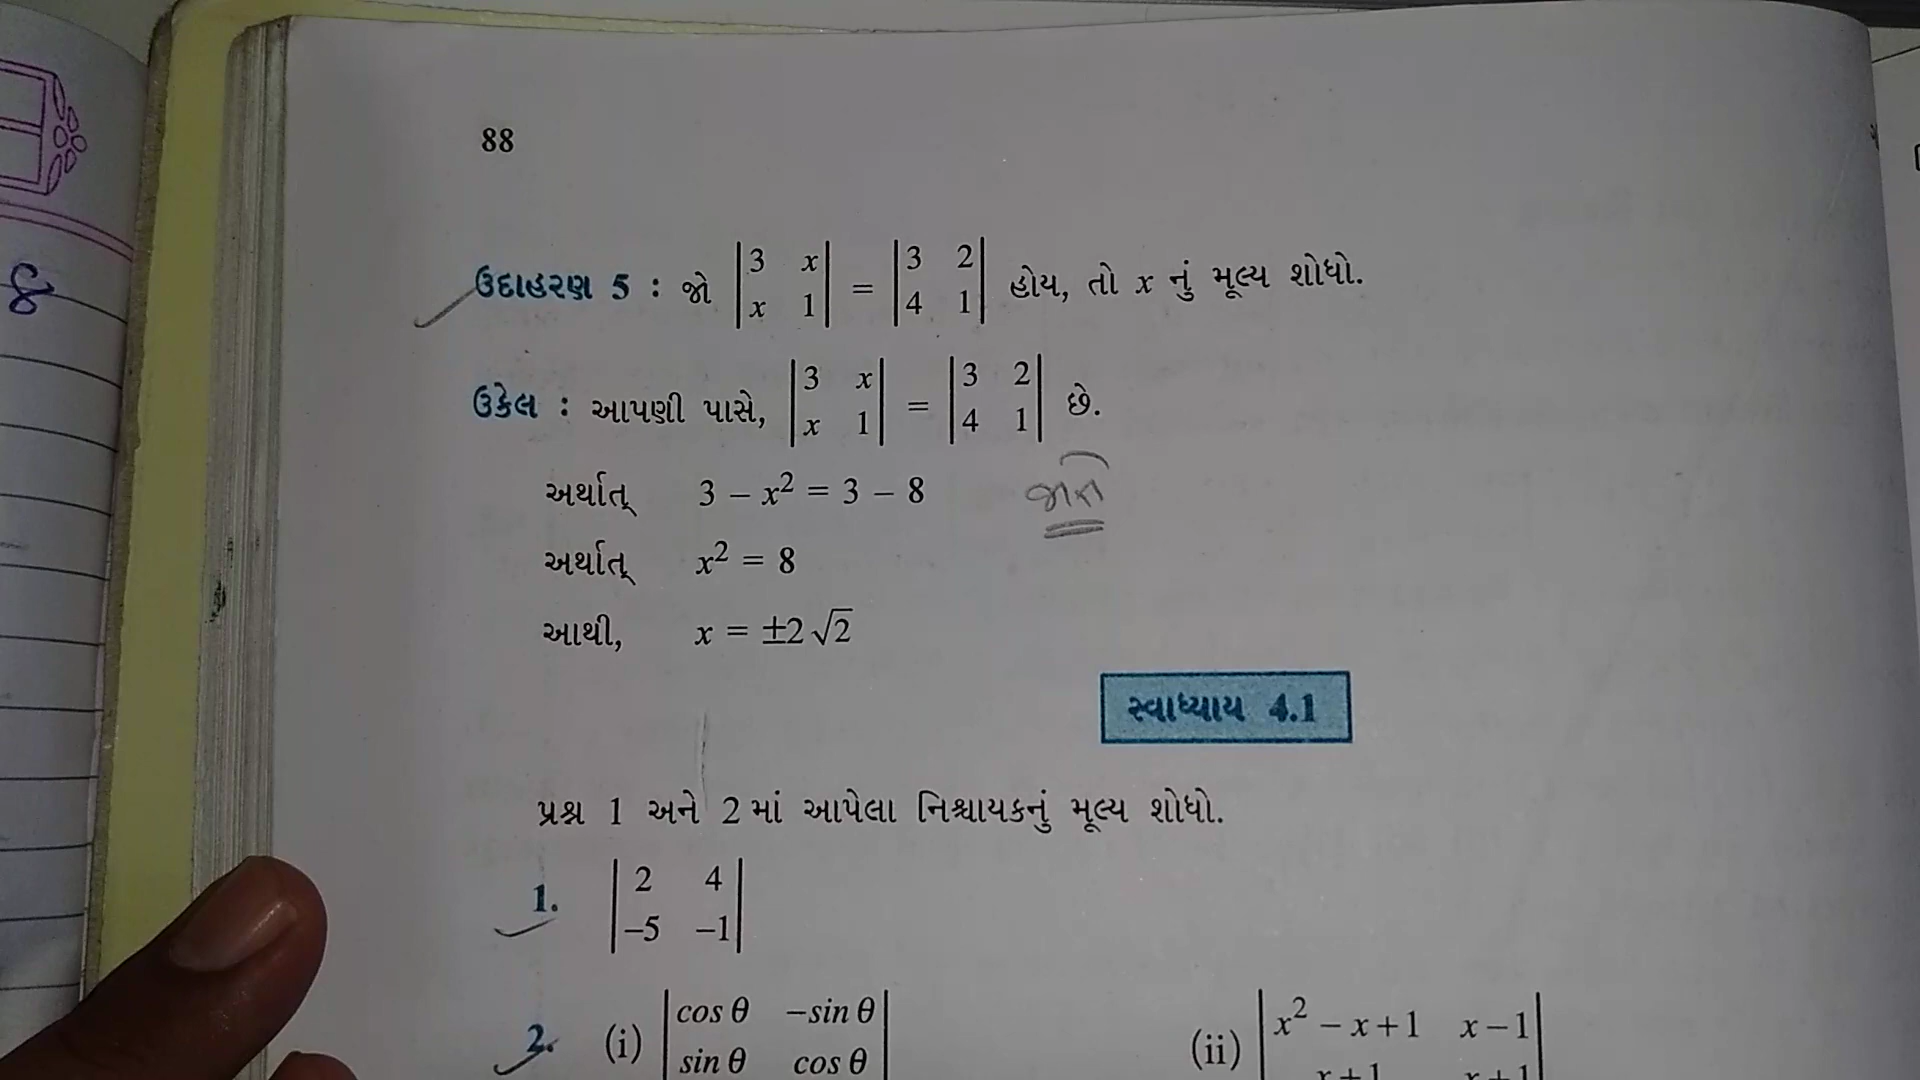 88
ઉદાહરણ 5 : જો |3 x| = |3 2| હોય, તો x નું મૂલ્ય શોધો.
|x 1| |4 1|
ઉકેલ : આપણી પાસે, |3 x| = |3 2| છે.
|x 1| |4 1|
અર્થાત્ 3 – x² = 3 – 8
અર્થાત્ x² = 8
આથી, x = ±2√2
સ્વાધ્યાય 4.1
પ્રશ્ન 1 અને 2 માં આપેલા નિશ્ચાયકનું મૂલ્ય શોધો.
1. |2 4|
|–5 –1|
2. (i) |cos θ –sin θ| (ii) |x² – x + 1 x – 1|
|sin θ cos θ| |x + 1 x + 1|